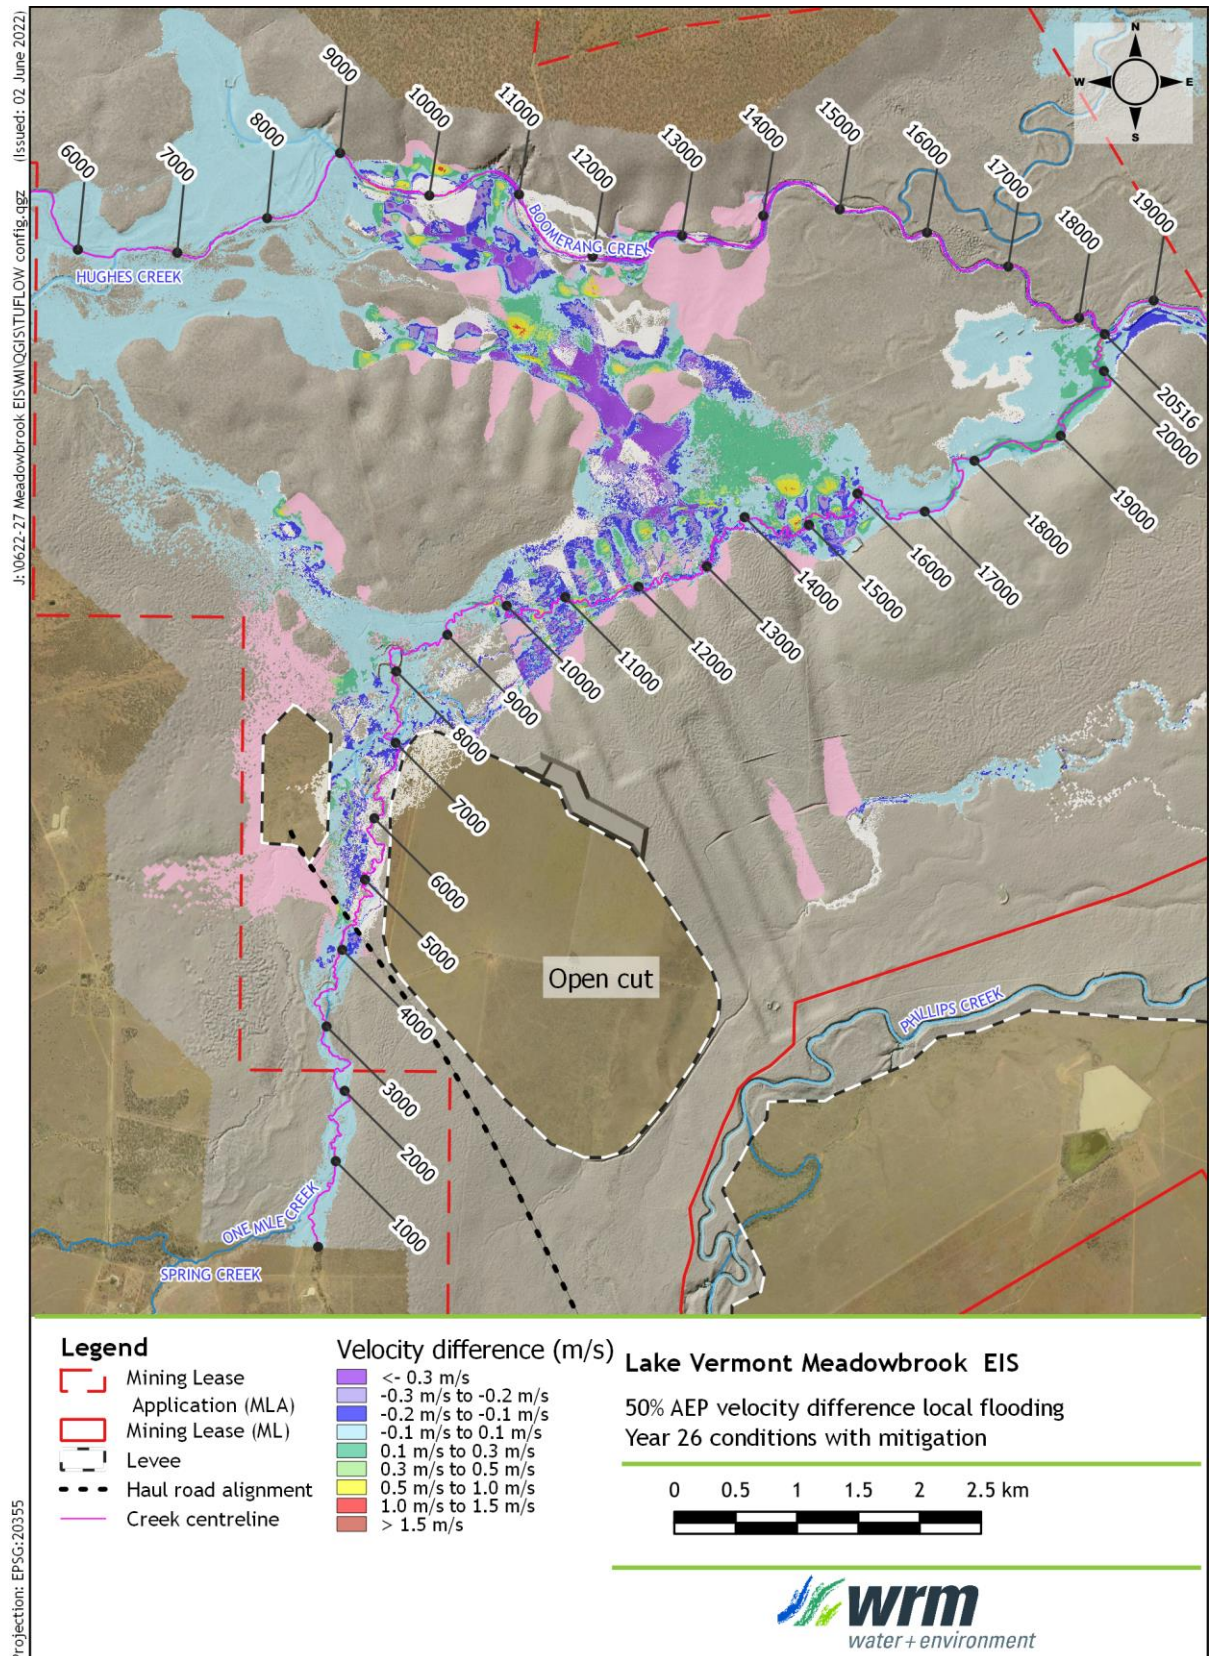 J:\0622-27 Meadowbrook EIS\WMI\QGIS\TUFLOW config.qgz (Issued: 02 June 2022)
N
W E
S
9000
10000
11000
8000
12000
13000
14000
15000
16000
17000
18000
19000
7000
6000
BOOMERANG CREEK
HUGHES CREEK
20516
20000
19000
18000
17000
16000
15000
14000
13000
12000
11000
10000
9000
8000
7000
6000
5000
4000
3000
2000
1000
Open cut
PHILLIPS CREEK
ONE MILE CREEK
SPRING CREEK
Projection: EPSG:20355
Legend
Mining Lease
Application (MLA)
Mining Lease (ML)
Levee
Haul road alignment
Creek centreline
Velocity difference (m/s)
<- 0.3 m/s
-0.3 m/s to -0.2 m/s
-0.2 m/s to -0.1 m/s
-0.1 m/s to 0.1 m/s
0.1 m/s to 0.3 m/s
0.3 m/s to 0.5 m/s
0.5 m/s to 1.0 m/s
1.0 m/s to 1.5 m/s
> 1.5 m/s
Lake Vermont Meadowbrook EIS
50% AEP velocity difference local flooding
Year 26 conditions with mitigation
0 0.5 1 1.5 2 2.5 km
wrm
water + environment